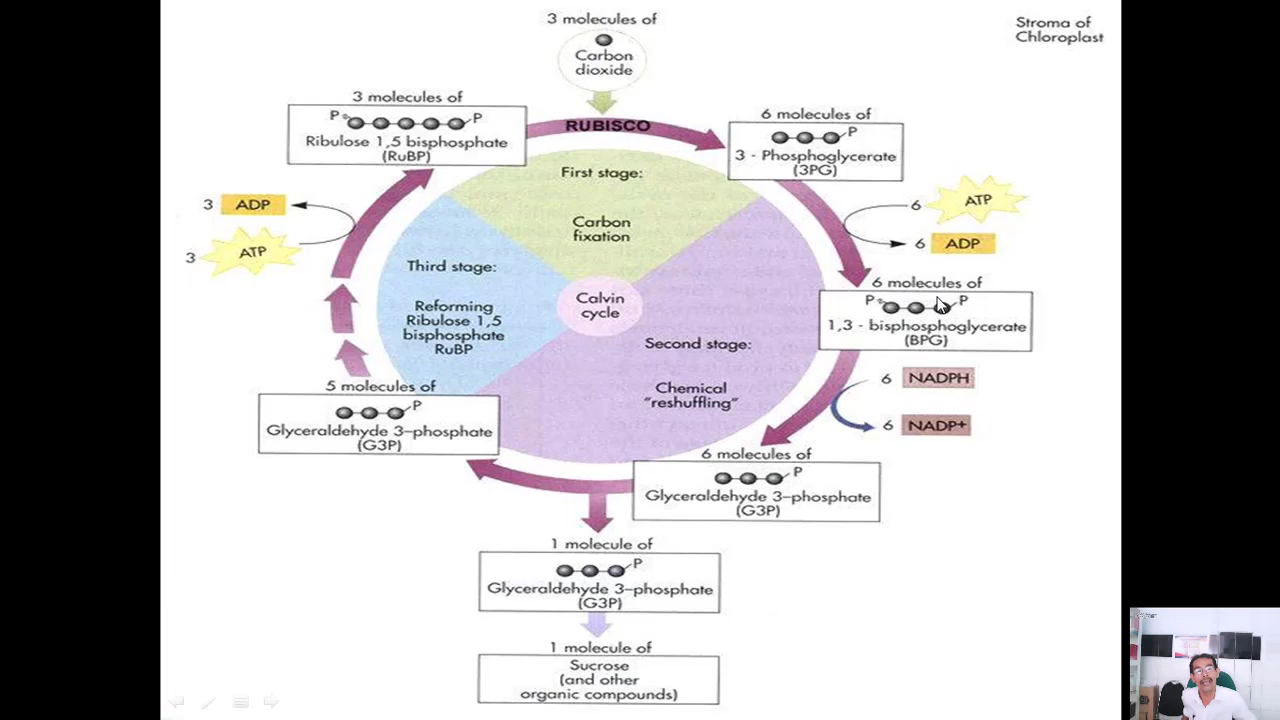 3 molecules of
Carbon
dioxide
Stroma of
Chloroplast
3 molecules of
P
P
Ribulose 1,5 bisphosphate
(RuBP)
RUBISCO
6 molecules of
P
3 - Phosphoglycerate
(3PG)
First stage:
Carbon
fixation
3 ADP
3 ATP
6 ATP
6 ADP
Third stage:
Reforming
Ribulose 1,5
bisphosphate
RuBP
Calvin
cycle
6 molecules of
P
P
1,3 - bisphosphoglycerate
(BPG)
Second stage:
Chemical
"reshuffling"
6 NADPH
6 NADP+
5 molecules of
P
Glyceraldehyde 3-phosphate
(G3P)
6 molecules of
P
Glyceraldehyde 3-phosphate
(G3P)
1 molecule of
P
Glyceraldehyde 3-phosphate
(G3P)
1 molecule of
Sucrose
(and other
organic compounds)